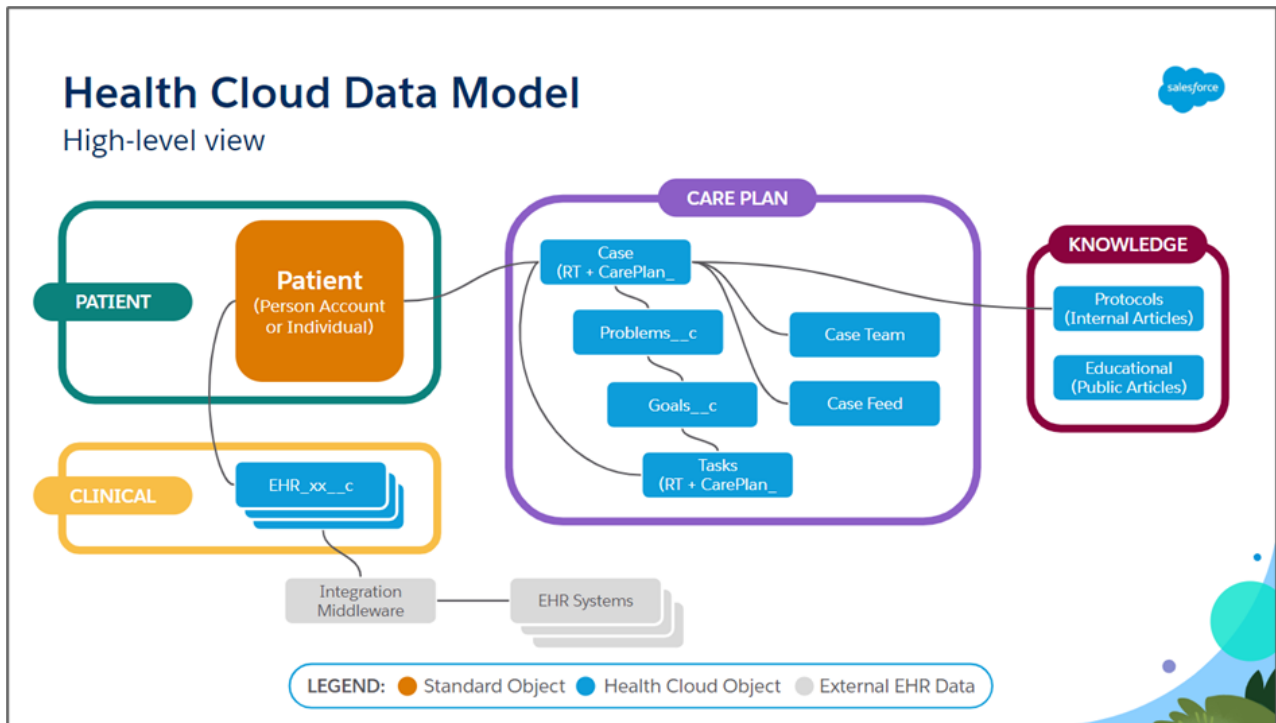 Health Cloud Data Model
High-level view
salesforce
PATIENT
Patient
(Person Account
or Individual)
CLINICAL
EHR_xx__c
Integration
Middleware
EHR Systems
CARE PLAN
Case
(RT + CarePlan_
Problems__c
Goals__c
Tasks
(RT + CarePlan_
Case Team
Case Feed
KNOWLEDGE
Protocols
(Internal Articles)
Educational
(Public Articles)
LEGEND: Standard Object Health Cloud Object External EHR Data